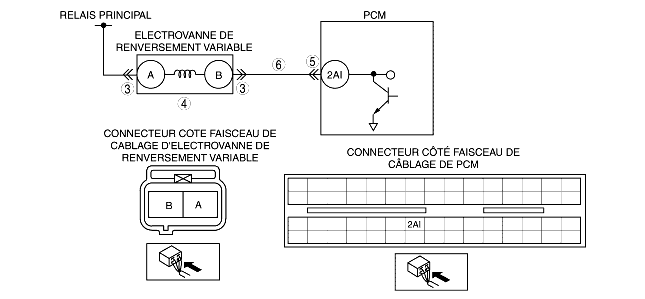 RELAIS PRINCIPAL
ELECTROVANNE DE
RENVERSEMENT VARIABLE
PCM
A
B
2AI
3
3
4
6
5
CONNECTEUR COTE FAISCEAU DE
CABLAGE D'ELECTROVANNE DE
RENVERSEMENT VARIABLE
B A
CONNECTEUR CÔTÉ FAISCEAU DE
CÂBLAGE DE PCM
2AI